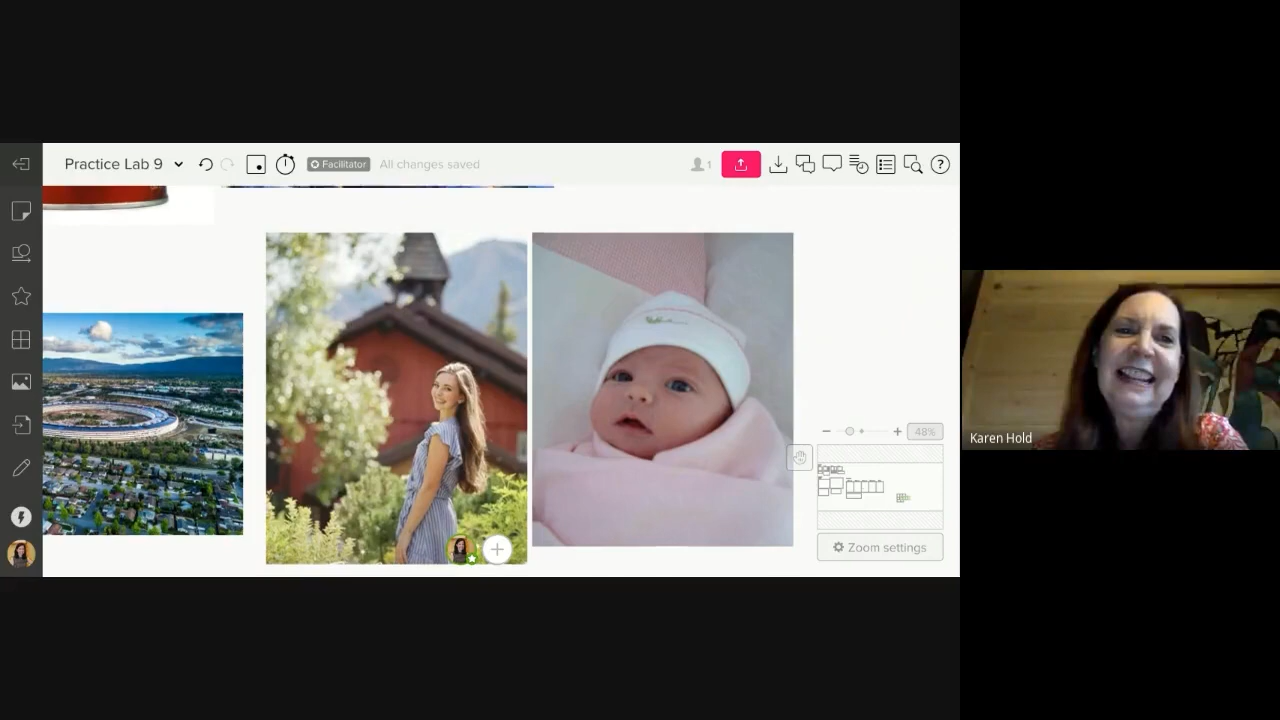 Practice Lab 9
Facilitator
All changes saved
1
?
48%
Zoom settings
Karen Hold